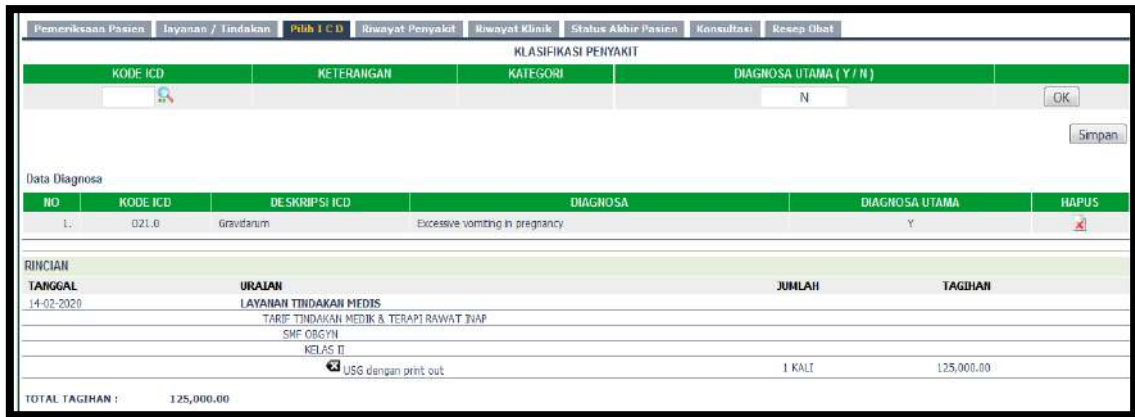 Pemeriksaan Pasien layanan / Tindakan Pilih I C D Riwayat Penyakit Riwayat Klinik Status Akhir Pasien Konsultasi Resep Obat
KLASIFIKASI PENYAKIT
KODE ICD KETERANGAN KATEGORI DIAGNOSA UTAMA ( Y / N )
N OK
Simpan
Data Diagnosa
NO KODE ICD DESKRIPSI ICD DIAGNOSA DIAGNOSA UTAMA HAPUS
1. O21.0 Gravidarum Excessive vomiting in pregnancy Y
RINCIAN
TANGGAL URAIAN JUMLAH TAGIHAN
14-02-2020 LAYANAN TINDAKAN MEDIS
TARIF TINDAKAN MEDIK & TERAPI RAWAT INAP
SMF OBGYN
KELAS II
USG dengan print out 1 KALI 125,000.00
TOTAL TAGIHAN : 125,000.00